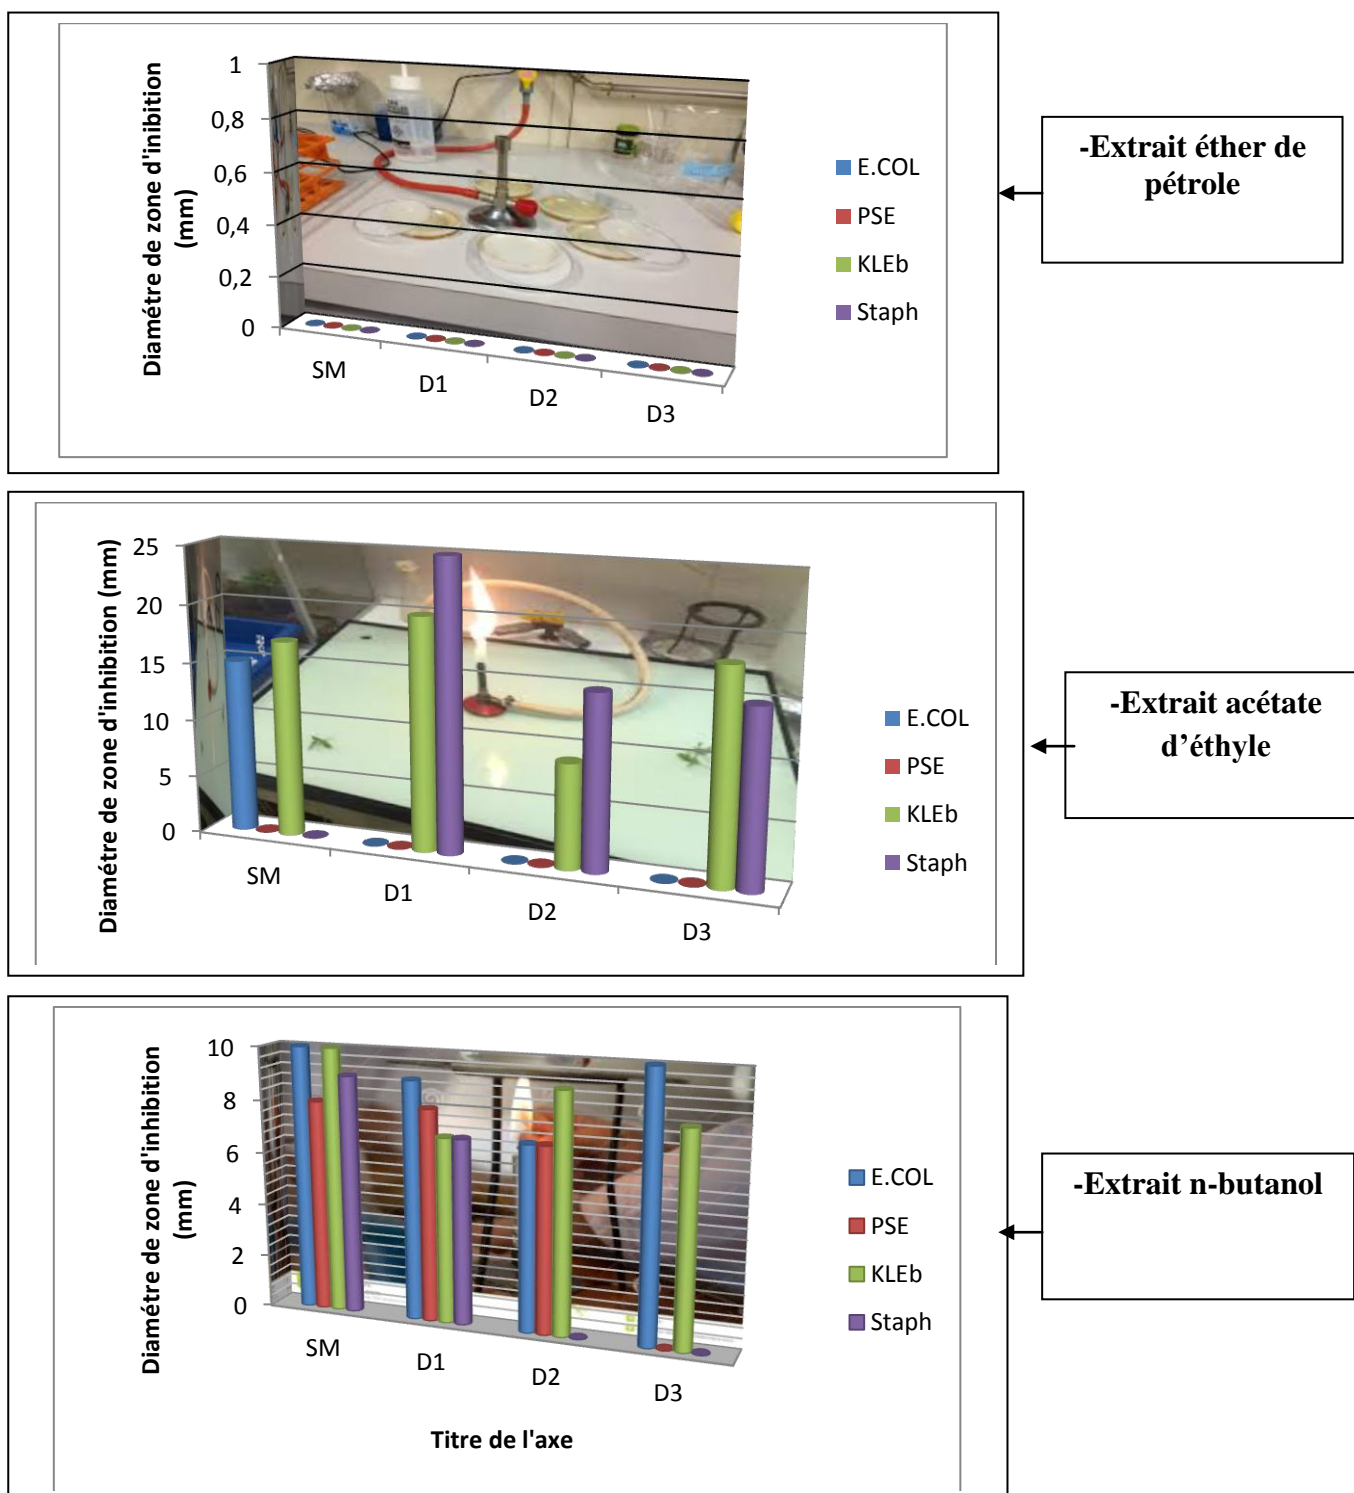 Diamétre de zone d'inibition
(mm)
1
0,8
0,6
0,4
0,2
0
SM
D1
D2
D3
E.COL
PSE
KLEb
Staph
-Extrait éther de
pétrole
Diamétre de zone d'inhibition (mm)
25
20
15
10
5
0
SM
D1
D2
D3
E.COL
PSE
KLEb
Staph
-Extrait acétate
d’éthyle
Diamétre de zone d'inhibition
(mm)
10
8
6
4
2
0
SM
D1
D2
D3
Titre de l'axe
E.COL
PSE
KLEb
Staph
-Extrait n-butanol